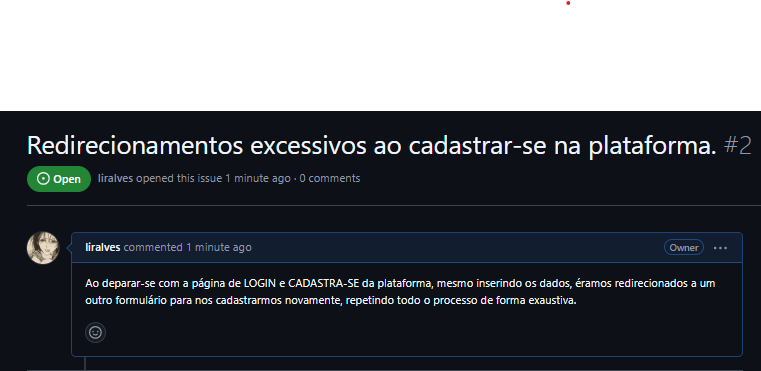 Redirecionamentos excessivos ao cadastrar-se na plataforma. #2
Open liralves opened this issue 1 minute ago · 0 comments
liralves commented 1 minute ago Owner ...
Ao deparar-se com a página de LOGIN e CADASTRA-SE da plataforma, mesmo inserindo os dados, éramos redirecionados a um
outro formulário para nos cadastrarmos novamente, repetindo todo o processo de forma exaustiva.